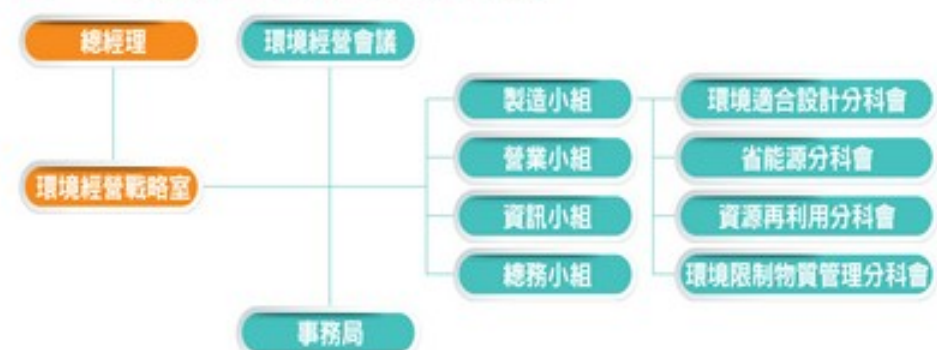 總經理
環境經營會議
製造小組
環境適合設計分科會
營業小組
省能源分科會
環境經營戰略室
資訊小組
資源再利用分科會
總務小組
環境限制物質管理分科會
事務局